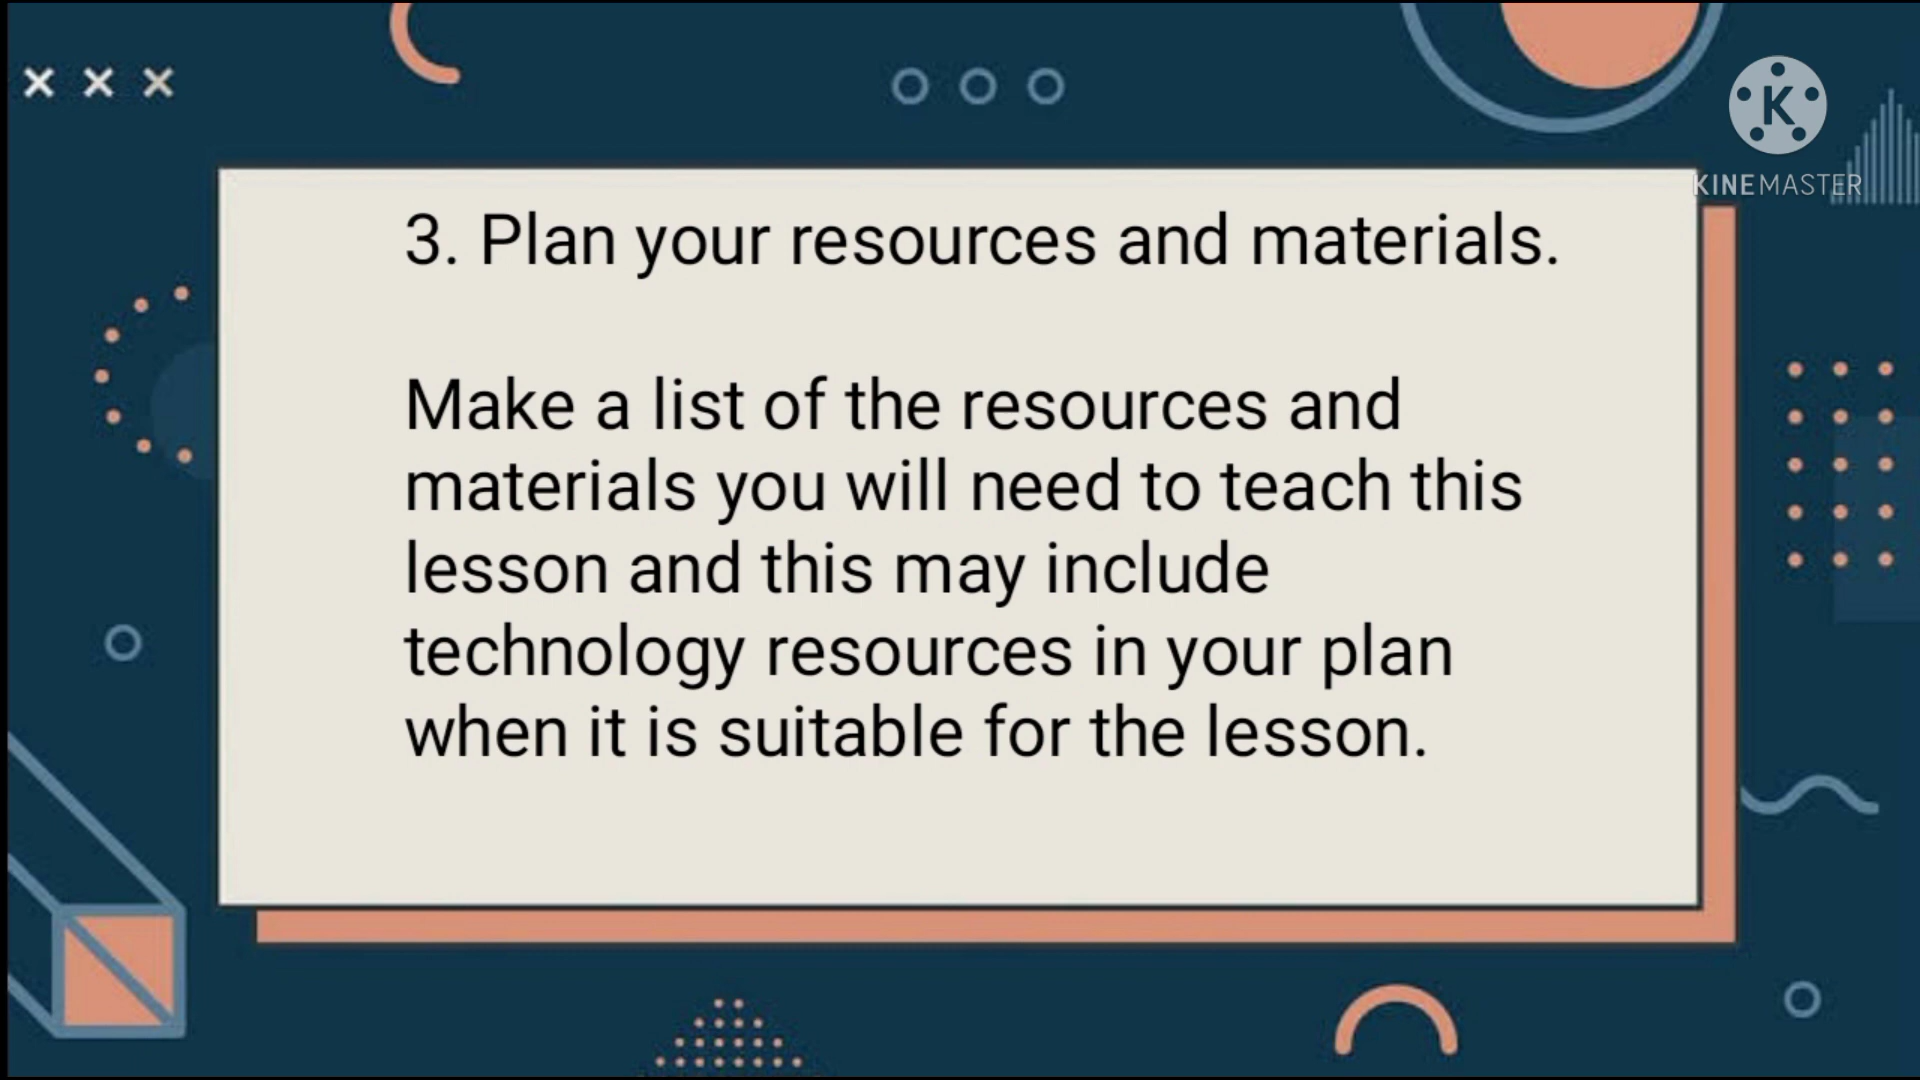 × × ×
K
KINEMASTER
3. Plan your resources and materials.
Make a list of the resources and
materials you will need to teach this
lesson and this may include
technology resources in your plan
when it is suitable for the lesson.